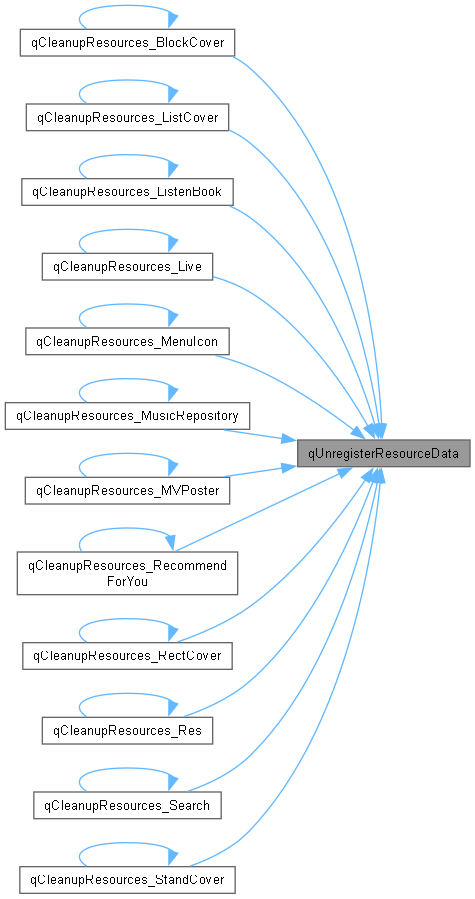 qCleanupResources_BlockCover
qCleanupResources_ListCover
qCleanupResources_ListenBook
qCleanupResources_Live
qCleanupResources_MenuIcon
qCleanupResources_MusicRepository
qUnregisterResourceData
qCleanupResources_MVPoster
qCleanupResources_Recommend
ForYou
qCleanupResources_RectCover
qCleanupResources_Res
qCleanupResources_Search
qCleanupResources_StandCover